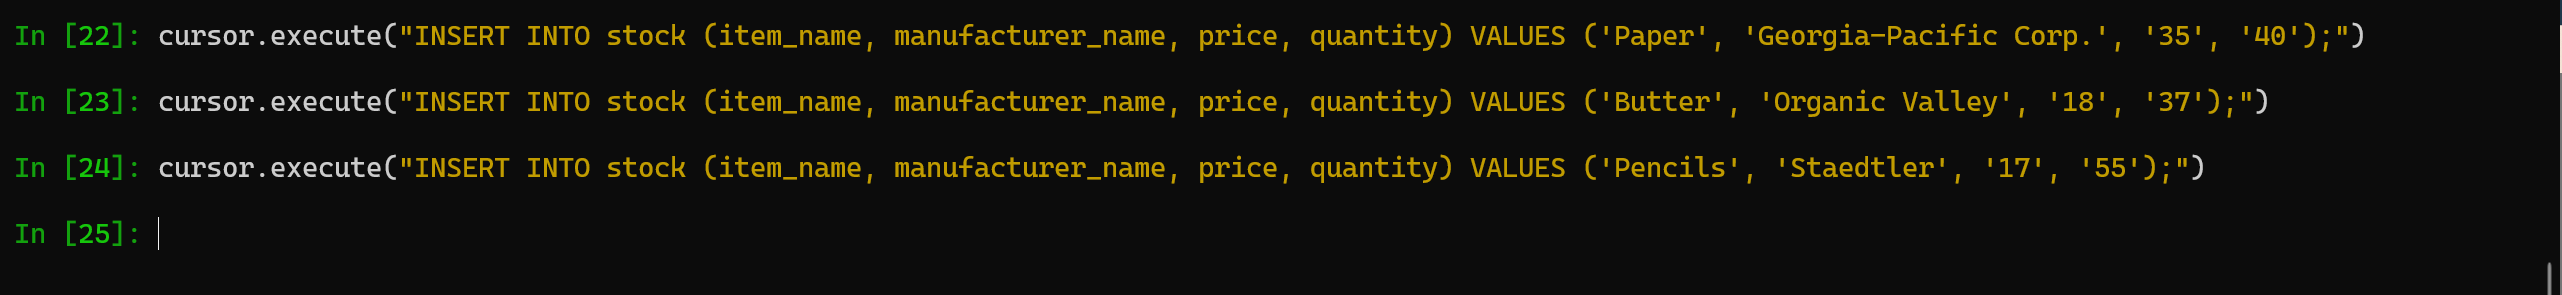 In [22]: cursor.execute("INSERT INTO stock (item_name, manufacturer_name, price, quantity) VALUES ('Paper', 'Georgia-Pacific Corp.', '35', '40');")
In [23]: cursor.execute("INSERT INTO stock (item_name, manufacturer_name, price, quantity) VALUES ('Butter', 'Organic Valley', '18', '37');")
In [24]: cursor.execute("INSERT INTO stock (item_name, manufacturer_name, price, quantity) VALUES ('Pencils', 'Staedtler', '17', '55');")
In [25]: